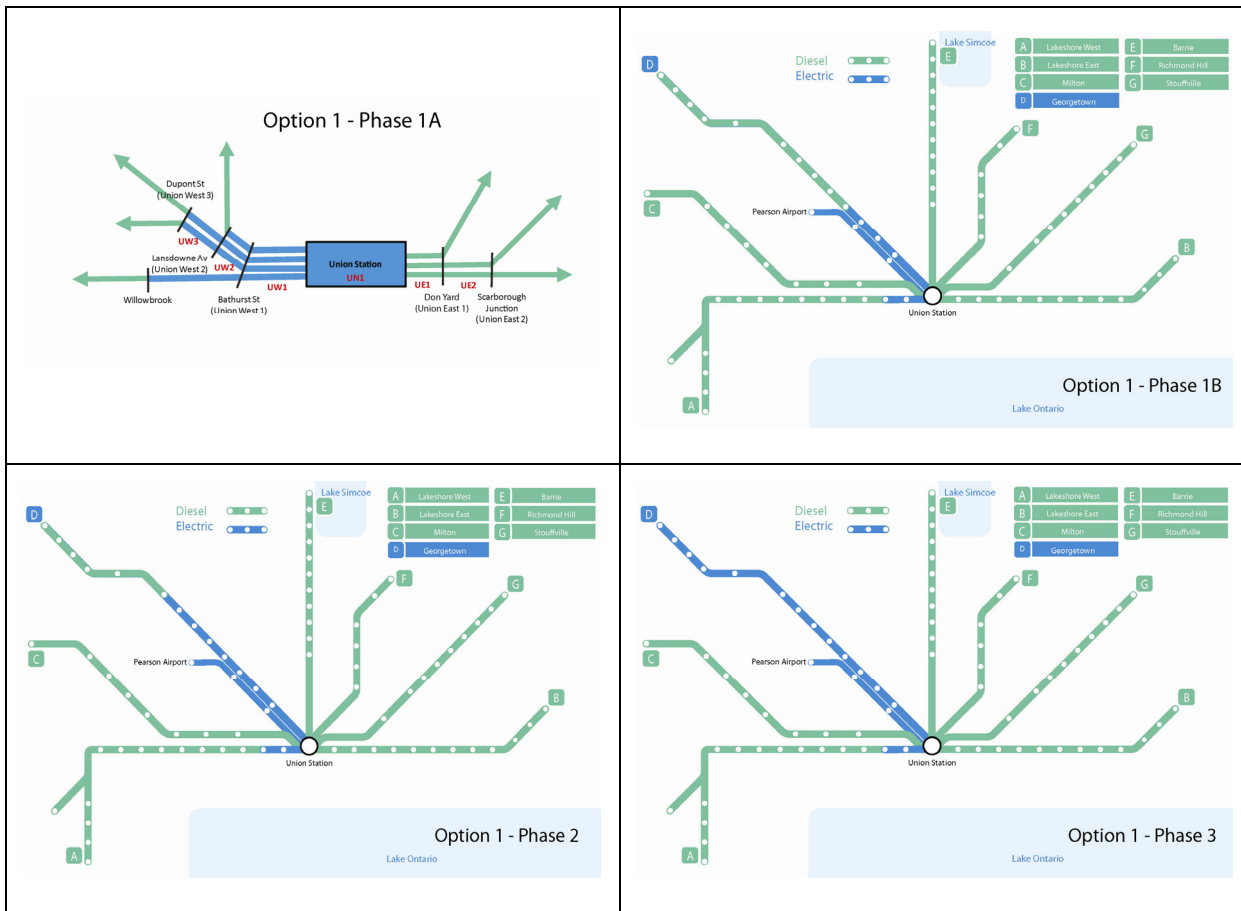 Option 1 - Phase 1A
Dupont St
(Union West 3)
UW3
Lansdowne Av
(Union West 2)
UW2
Willowbrook
Bathurst St
(Union West 1)
UW1
Union Station
UN1
UE1
UE2
Don Yard
(Union East 1)
Scarborough
Junction
(Union East 2)
Diesel
Electric
Lake Simcoe
A Lakeshore West
B Lakeshore East
C Milton
D Georgetown
E Barrie
F Richmond Hill
G Stouffville
D
E
F
G
C
Pearson Airport
B
Union Station
A
Option 1 - Phase 1B
Lake Ontario
Diesel
Electric
Lake Simcoe
A Lakeshore West
B Lakeshore East
C Milton
D Georgetown
E Barrie
F Richmond Hill
G Stouffville
D
E
F
G
C
Pearson Airport
B
Union Station
A
Option 1 - Phase 2
Lake Ontario
Diesel
Electric
Lake Simcoe
A Lakeshore West
B Lakeshore East
C Milton
D Georgetown
E Barrie
F Richmond Hill
G Stouffville
D
E
F
G
C
Pearson Airport
B
Union Station
A
Option 1 - Phase 3
Lake Ontario